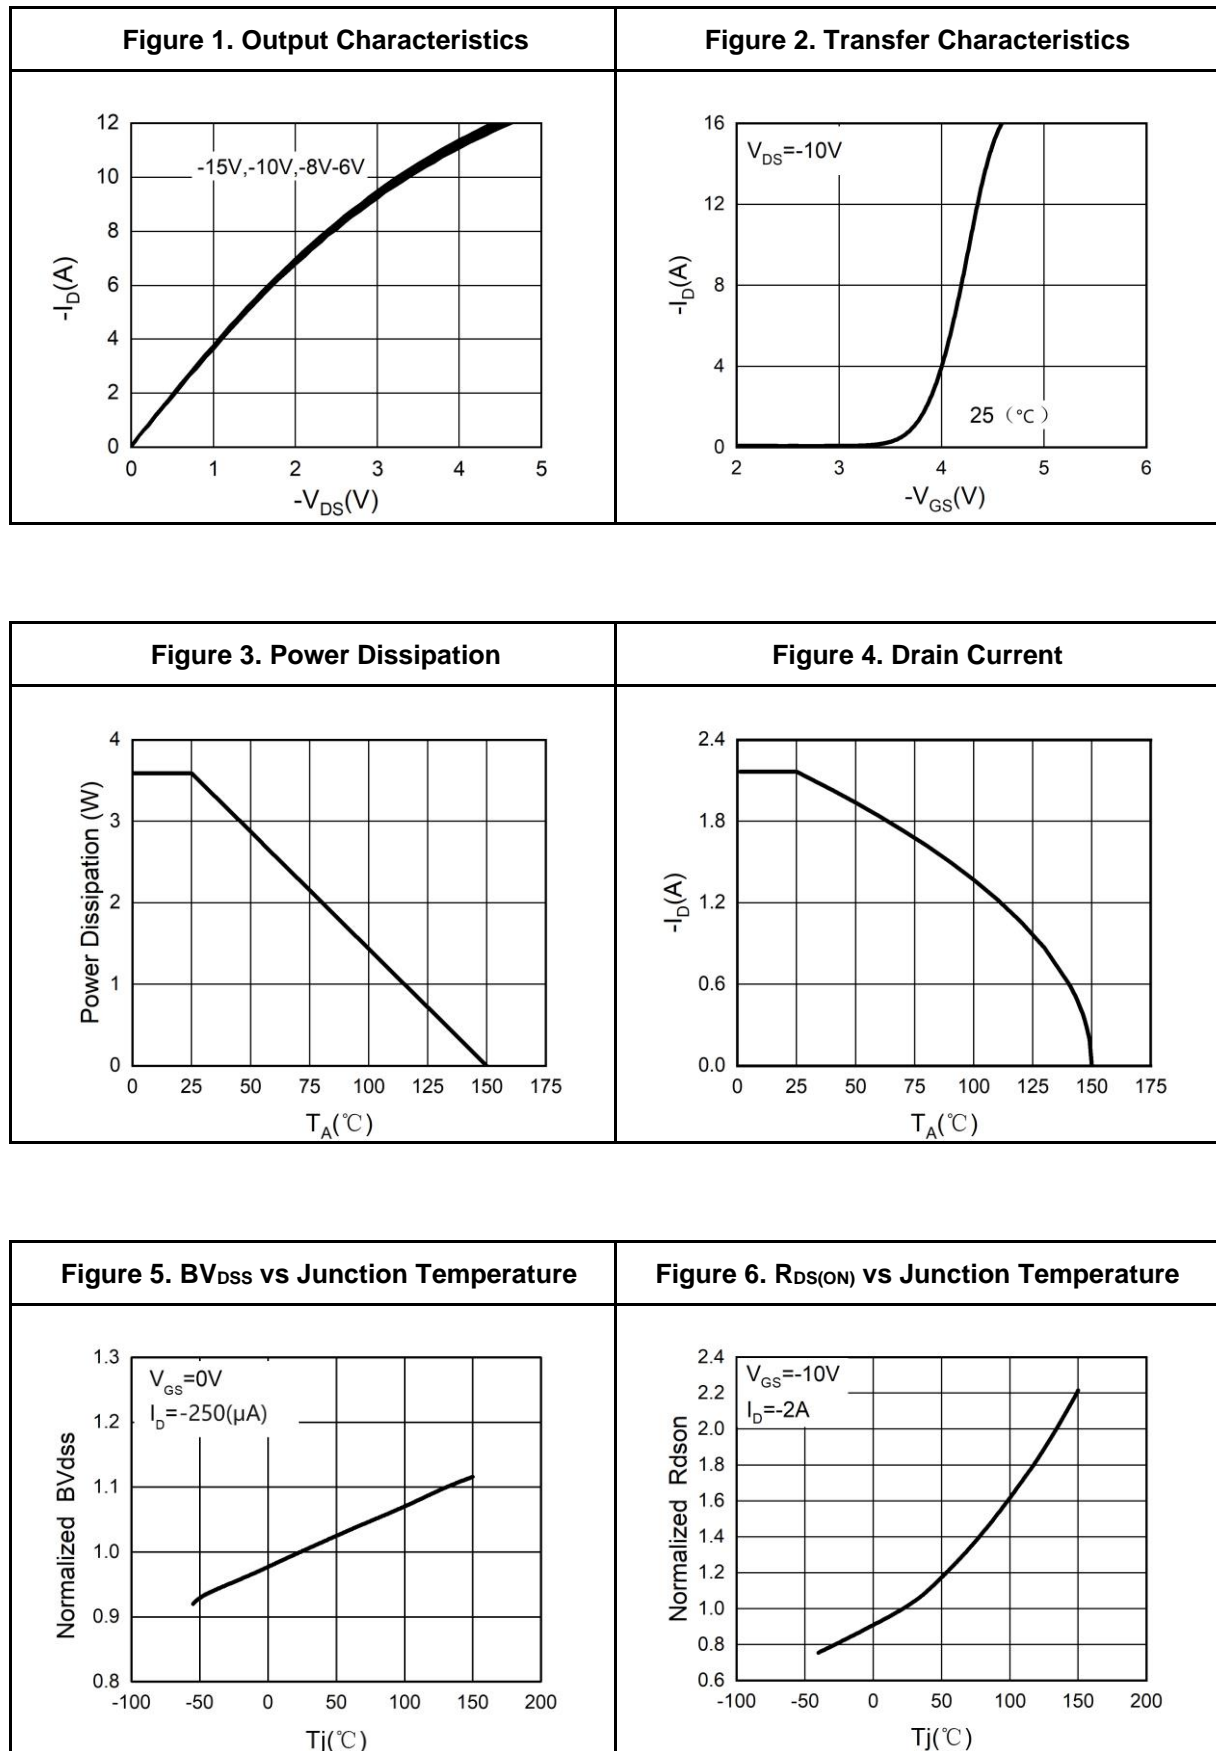 Figure 1. Output Characteristics
Figure 2. Transfer Characteristics
12
10
8
6
4
2
0
-15V,-10V,-8V-6V
-I_D(A)
0 1 2 3 4 5
-V_DS(V)
16
12
8
4
0
V_DS=-10V
25（℃）
-I_D(A)
2 3 4 5 6
-V_GS(V)
Figure 3. Power Dissipation
Figure 4. Drain Current
4
3
2
1
0
Power Dissipation (W)
0 25 50 75 100 125 150 175
T_A(℃)
2.4
1.8
1.2
0.6
0.0
-I_D(A)
0 25 50 75 100 125 150 175
T_A(℃)
Figure 5. BV_DSS vs Junction Temperature
Figure 6. R_DS(ON) vs Junction Temperature
1.3
1.2
1.1
1.0
0.9
0.8
V_GS=0V
I_D=-250(μA)
Normalized BVdss
-100 -50 0 50 100 150 200
Tj(℃)
2.4
2.2
2.0
1.8
1.6
1.4
1.2
1.0
0.8
0.6
V_GS=-10V
I_D=-2A
Normalized Rdson
-100 -50 0 50 100 150 200
Tj(℃)